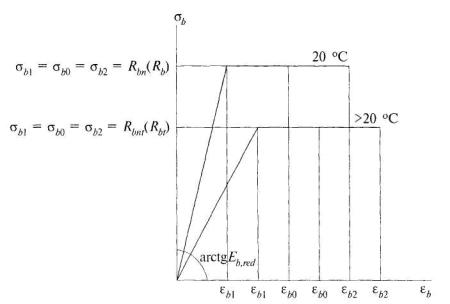 σb
20 °C
σb1 = σb0 = σb2 = Rbn(Rb)
>20 °C
σb1 = σb0 = σb2 = Rbnt(Rbt)
arctgEb,red
εb1 εb1 εb0 εb0 εb2 εb2 εb